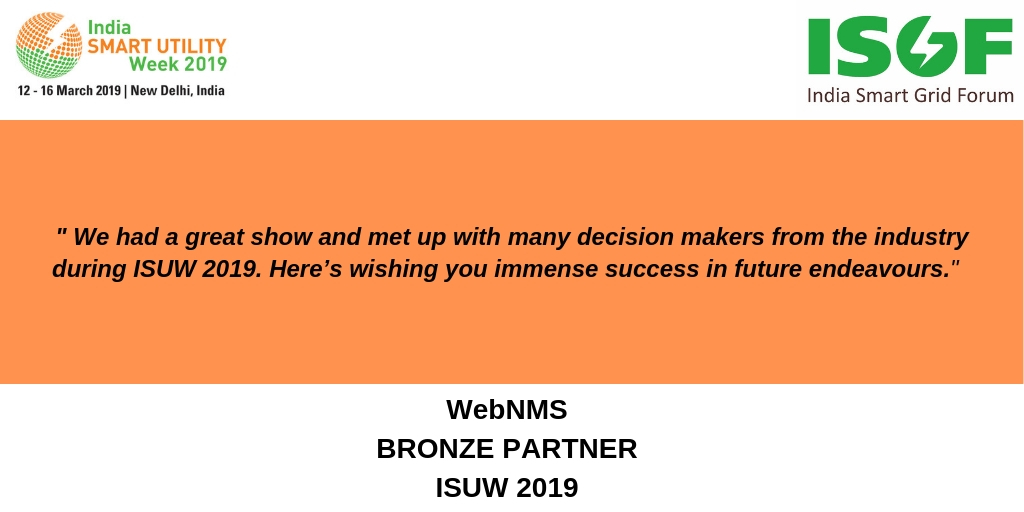 India
SMART UTILITY
Week 2019
12 - 16 March 2019 | New Delhi, India
ISGF
India Smart Grid Forum
" We had a great show and met up with many decision makers from the industry
during ISUW 2019. Here’s wishing you immense success in future endeavours."
WebNMS
BRONZE PARTNER
ISUW 2019